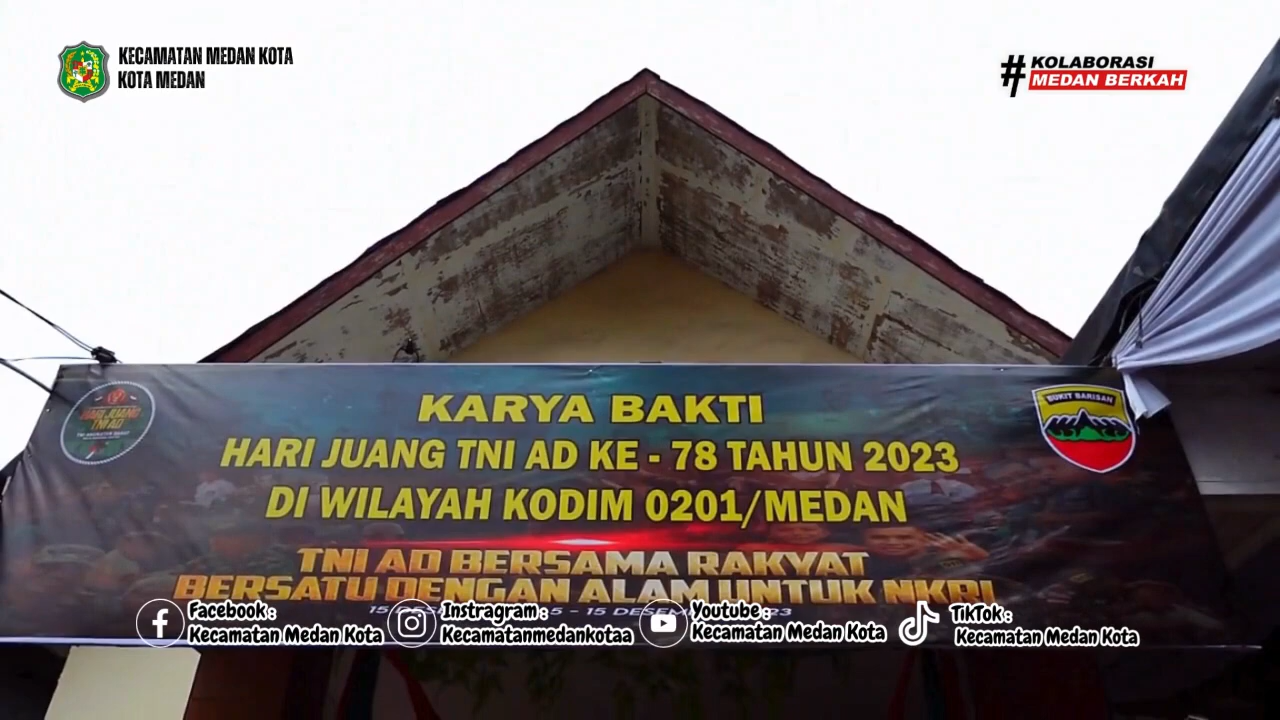 KECAMATAN MEDAN KOTA
KOTA MEDAN
#KOLABORASI
MEDAN BERKAH
HARI JUANG
TNI AD
BUKIT BARISAN
KARYA BAKTI
HARI JUANG TNI AD KE - 78 TAHUN 2023
DI WILAYAH KODIM 0201/MEDAN
TNI AD BERSAMA RAKYAT
BERSATU DENGAN ALAM UNTUK NKRI
Facebook :
Kecamatan Medan Kota
Instragram :
Kecamatanmedankotaa
Youtube :
Kecamatan Medan Kota
TikTok :
Kecamatan Medan Kota